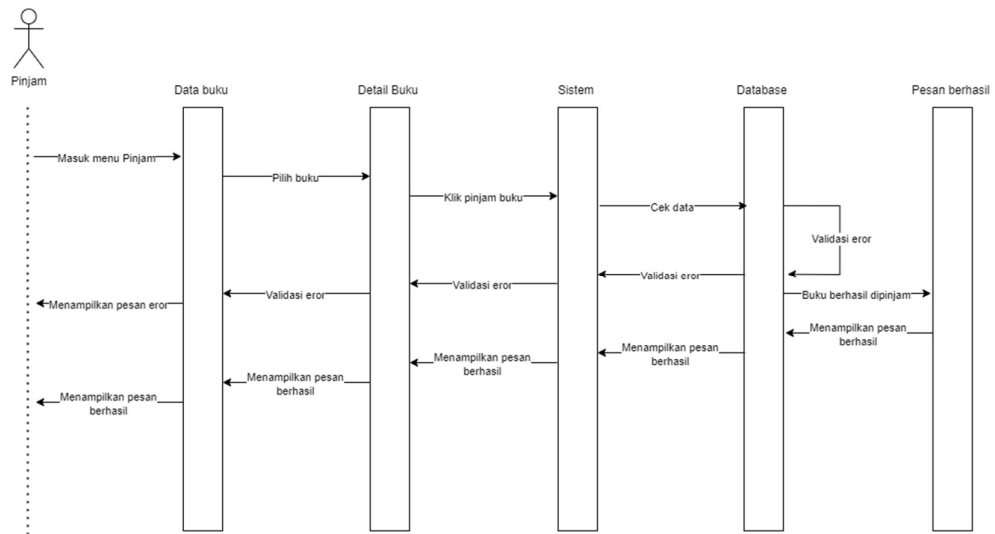 Pinjam
Data buku
Detail Buku
Sistem
Database
Pesan berhasil
Masuk menu Pinjam
Pilih buku
Klik pinjam buku
Cek data
Validasi eror
Validasi eror
Validasi eror
Validasi eror
Menampilkan pesan eror
Buku berhasil dipinjam
Menampilkan pesan
berhasil
Menampilkan pesan
berhasil
Menampilkan pesan
berhasil
Menampilkan pesan
berhasil
Menampilkan pesan
berhasil